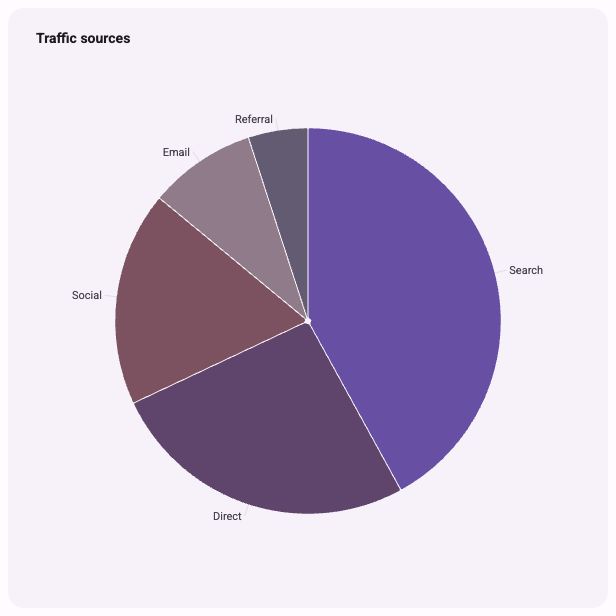 Traffic sources
Referral
Email
Search
Social
Direct